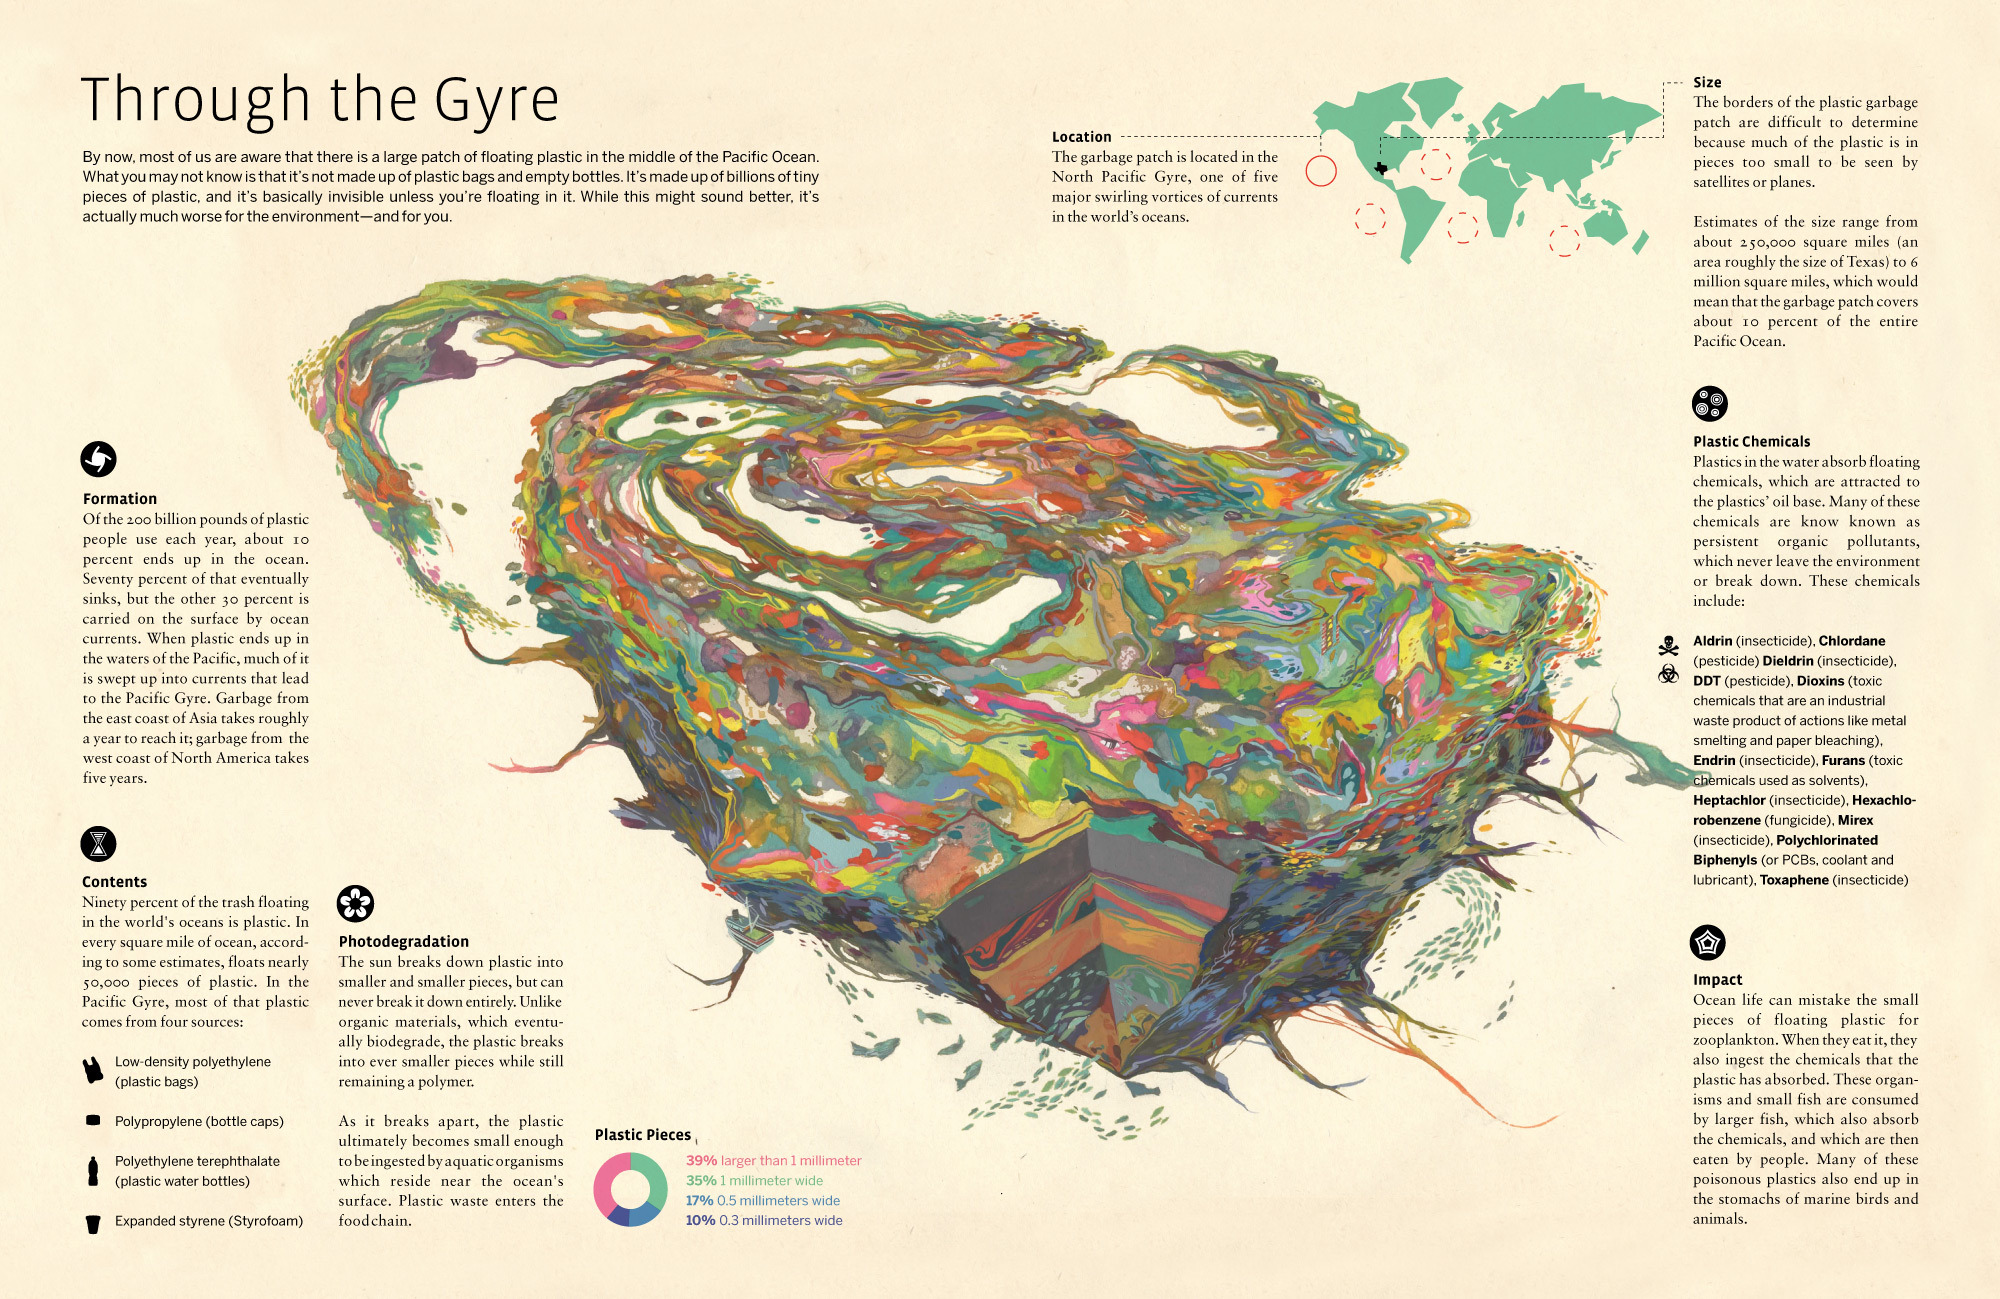 Through the Gyre
By now, most of us are aware that there is a large patch of floating plastic in the middle of the Pacific Ocean.
What you may not know is that it's not made up of plastic bags and empty bottles. It's made up of billions of tiny
pieces of plastic, and it's basically invisible unless you're floating in it. While this might sound better, it's
actually much worse for the environment—and for you.
Location
The garbage patch is located in the
North Pacific Gyre, one of five
major swirling vortices of currents
in the world's oceans.
Size
The borders of the plastic garbage
patch are difficult to determine
because much of the plastic is in
pieces too small to be seen by
satellites or planes.
Estimates of the size range from
about 250,000 square miles (an
area roughly the size of Texas) to 6
million square miles, which would
mean that the garbage patch covers
about 10 percent of the entire
Pacific Ocean.
Formation
Of the 200 billion pounds of plastic
people use each year, about 10
percent ends up in the ocean.
Seventy percent of that eventually
sinks, but the other 30 percent is
carried on the surface by ocean
currents. When plastic ends up in
the waters of the Pacific, much of it
is swept up into currents that lead
to the Pacific Gyre. Garbage from
the east coast of Asia takes roughly
a year to reach it; garbage from the
west coast of North America takes
five years.
Contents
Ninety percent of the trash floating
in the world's oceans is plastic. In
every square mile of ocean, accord-
ing to some estimates, floats nearly
50,000 pieces of plastic. In the
Pacific Gyre, most of that plastic
comes from four sources:
Low-density polyethylene
(plastic bags)
Polypropylene (bottle caps)
Polyethylene terephthalate
(plastic water bottles)
Expanded styrene (Styrofoam)
Photodegradation
The sun breaks down plastic into
smaller and smaller pieces, but can
never break it down entirely. Unlike
organic materials, which eventu-
ally biodegrade, the plastic breaks
into ever smaller pieces while still
remaining a polymer.
As it breaks apart, the plastic
ultimately becomes small enough
to be ingested by aquatic organisms
which reside near the ocean's
surface. Plastic waste enters the
food chain.
Plastic Pieces
39% larger than 1 millimeter
35% 1 millimeter wide
17% 0.5 millimeters wide
10% 0.3 millimeters wide
Plastic Chemicals
Plastics in the water absorb floating
chemicals, which are attracted to
the plastics' oil base. Many of these
chemicals are know known as
persistent organic pollutants,
which never leave the environment
or break down. These chemicals
include:
Aldrin (insecticide), Chlordane
(pesticide) Dieldrin (insecticide),
DDT (pesticide), Dioxins (toxic
chemicals that are an industrial
waste product of actions like metal
smelting and paper bleaching),
Endrin (insecticide), Furans (toxic
chemicals used as solvents),
Heptachlor (insecticide), Hexachlo-
robenzene (fungicide), Mirex
(insecticide), Polychlorinated
Biphenyls (or PCBs, coolant and
lubricant), Toxaphene (insecticide)
Impact
Ocean life can mistake the small
pieces of floating plastic for
zooplankton. When they eat it, they
also ingest the chemicals that the
plastic has absorbed. These organ-
isms and small fish are consumed
by larger fish, which also absorb
the chemicals, and which are then
eaten by people. Many of these
poisonous plastics also end up in
the stomachs of marine birds and
animals.